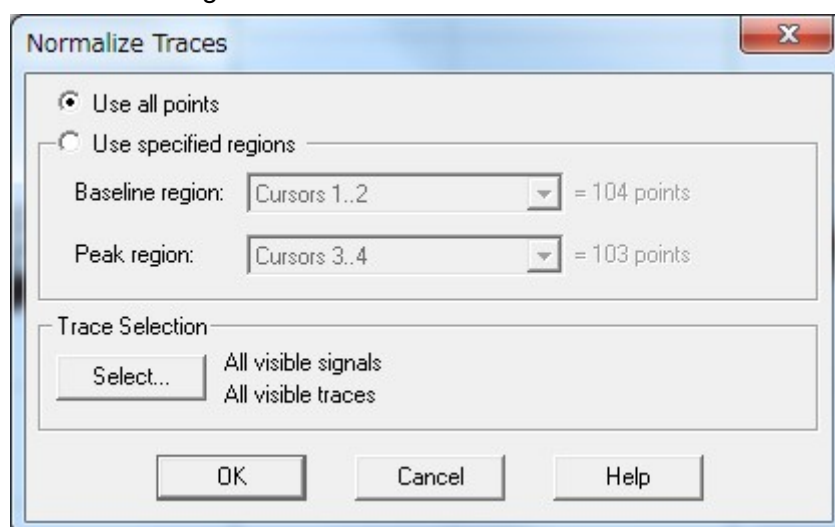 Normalize Traces
Use all points
Use specified regions
Baseline region: Cursors 1..2 = 104 points
Peak region: Cursors 3..4 = 103 points
Trace Selection
Select... All visible signals
All visible traces
OK Cancel Help